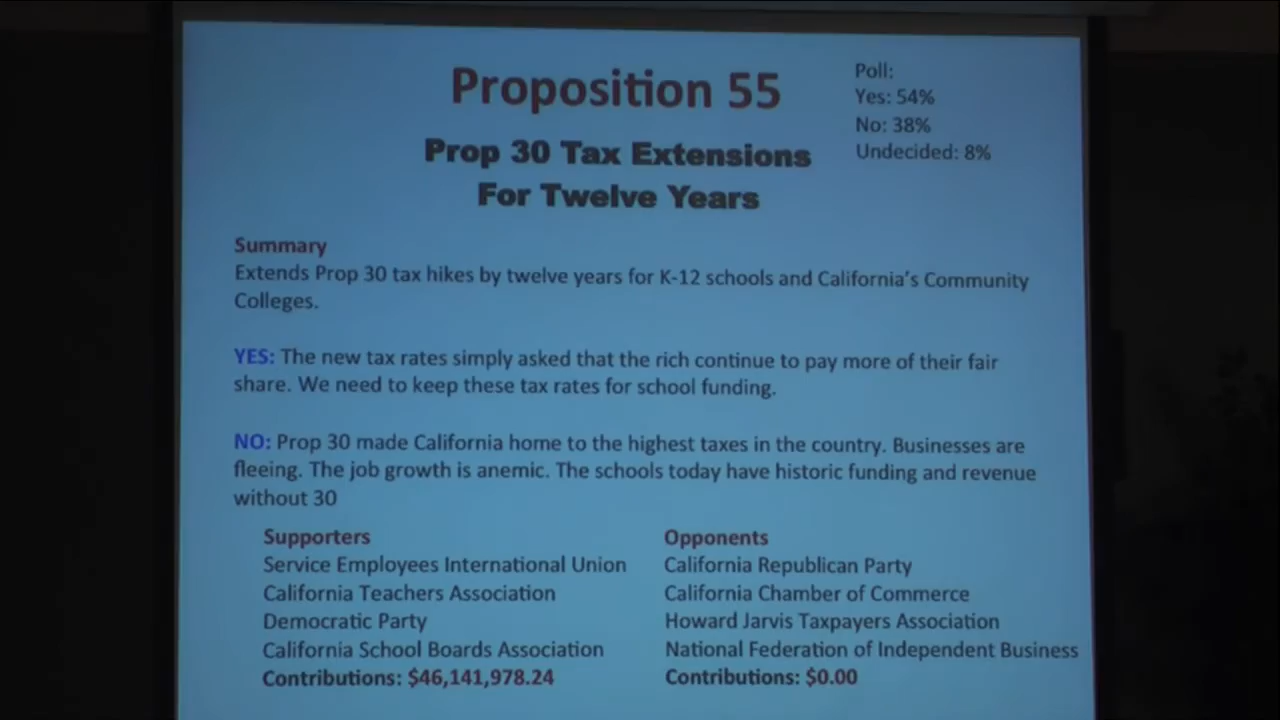 Proposition 55
Prop 30 Tax Extensions
For Twelve Years
Poll:
Yes: 54%
No: 38%
Undecided: 8%
Summary
Extends Prop 30 tax hikes by twelve years for K-12 schools and California's Community
Colleges.
YES: The new tax rates simply asked that the rich continue to pay more of their fair
share. We need to keep these tax rates for school funding.
NO: Prop 30 made California home to the highest taxes in the country. Businesses are
fleeing. The job growth is anemic. The schools today have historic funding and revenue
without 30
Supporters
Service Employees International Union
California Teachers Association
Democratic Party
California School Boards Association
Contributions: $46,141,978.24
Opponents
California Republican Party
California Chamber of Commerce
Howard Jarvis Taxpayers Association
National Federation of Independent Business
Contributions: $0.00